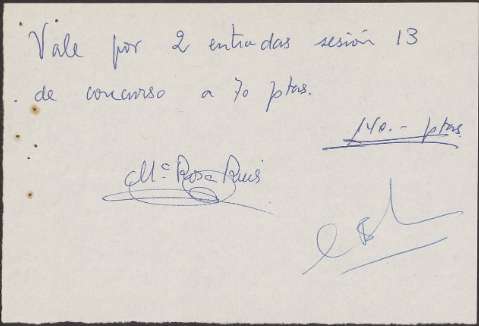 Vale por 2 entradas sesión 13
de concurso a 70 ptas.
140.- ptas.
Mª Rosa Ruiz